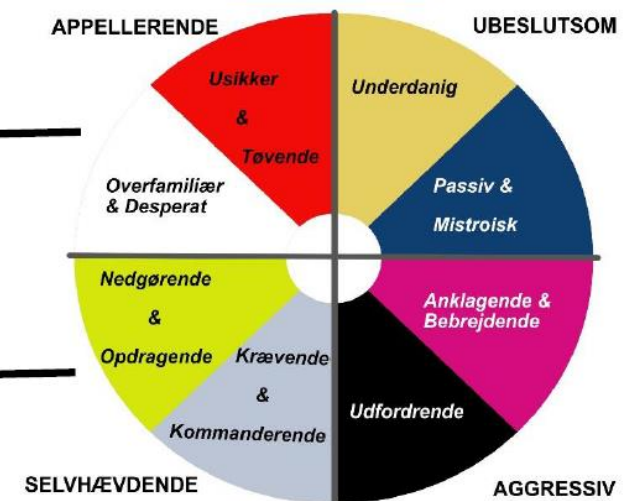 APPELLERENDE
UBESLUTSOM
Usikker
&
Tøvende
Underdanig
Overfamiliær
& Desperat
Passiv &
Mistroisk
Nedgørende
&
Opdragende
Krævende
&
Kommanderende
Anklagende &
Bebrejdende
Udfordrende
SELVHÆVDENDE
AGGRESSIV